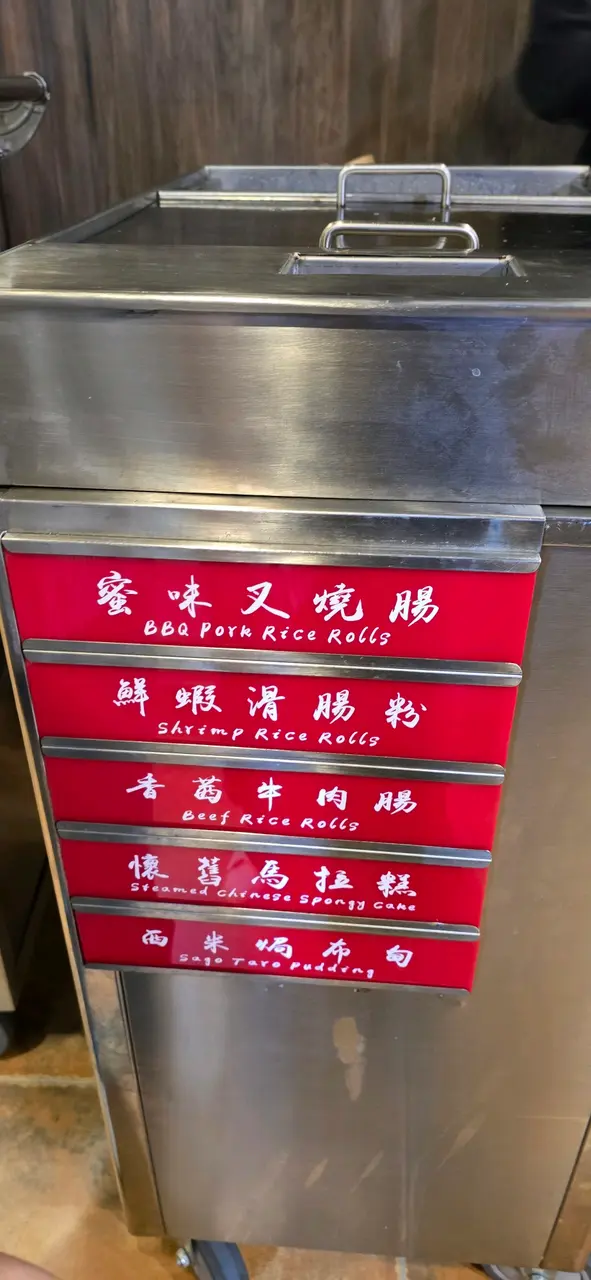 蜜味叉燒腸
BBQ Pork Rice Rolls
鮮蝦滑腸粉
Shrimp Rice Rolls
香茜牛肉腸
Beef Rice Rolls
懷舊馬拉糕
Steamed Chinese Spongy Cake
西米焗布甸
Sago Taro Pudding